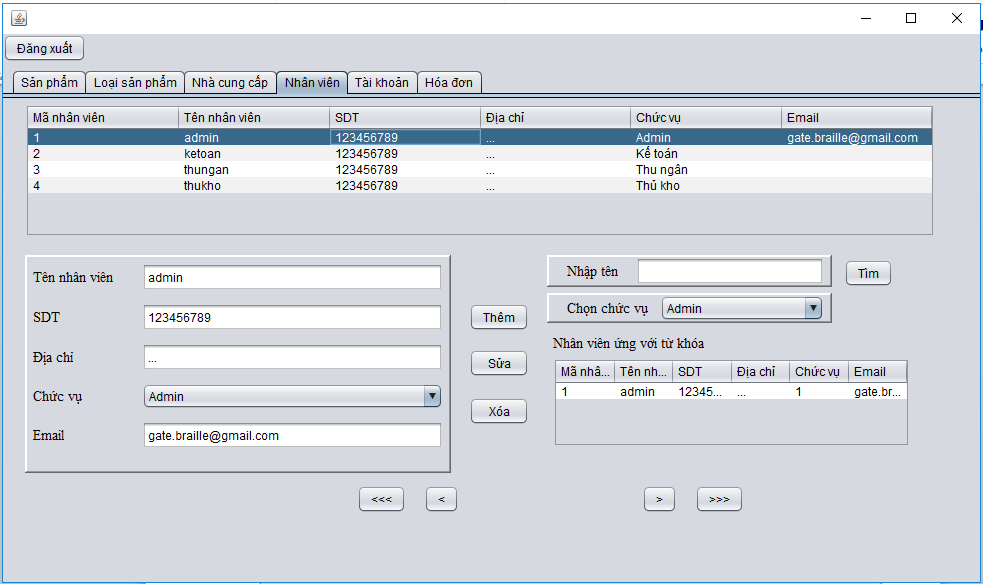 Đăng xuất
Sản phẩm Loại sản phẩm Nhà cung cấp Nhân viên Tài khoản Hóa đơn
Mã nhân viên Tên nhân viên SDT Địa chỉ Chức vụ Email
1 admin 123456789 ... Admin gate.braille@gmail.com
2 ketoan 123456789 ... Kế toán
3 thungan 123456789 ... Thu ngân
4 thukho 123456789 ... Thủ kho
Tên nhân viên admin
SDT 123456789
Địa chỉ ...
Chức vụ Admin
Email gate.braille@gmail.com
Thêm
Sửa
Xóa
Nhập tên Tìm
Chọn chức vụ Admin
Nhân viên ứng với từ khóa
Mã nhâ... Tên nh... SDT Địa chỉ Chức vụ Email
1 admin 12345... ... 1 gate.br...
<<< < > >>>